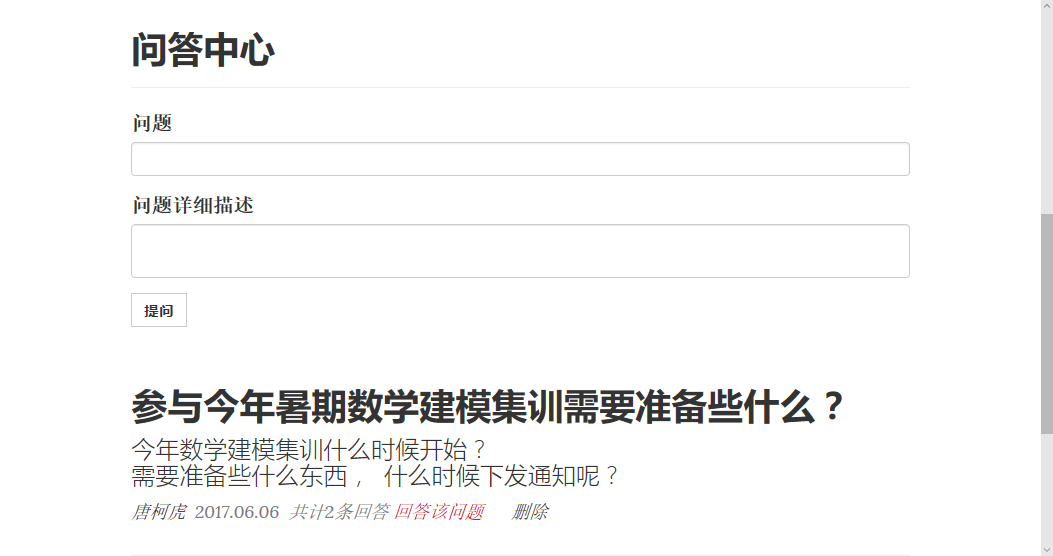 问答中心
问题
问题详细描述
提问
参与今年暑期数学建模集训需要准备些什么？
今年数学建模集训什么时候开始？
需要准备些什么东西， 什么时候下发通知呢？
唐柯虎 2017.06.06 共计2条回答 回答该问题 删除